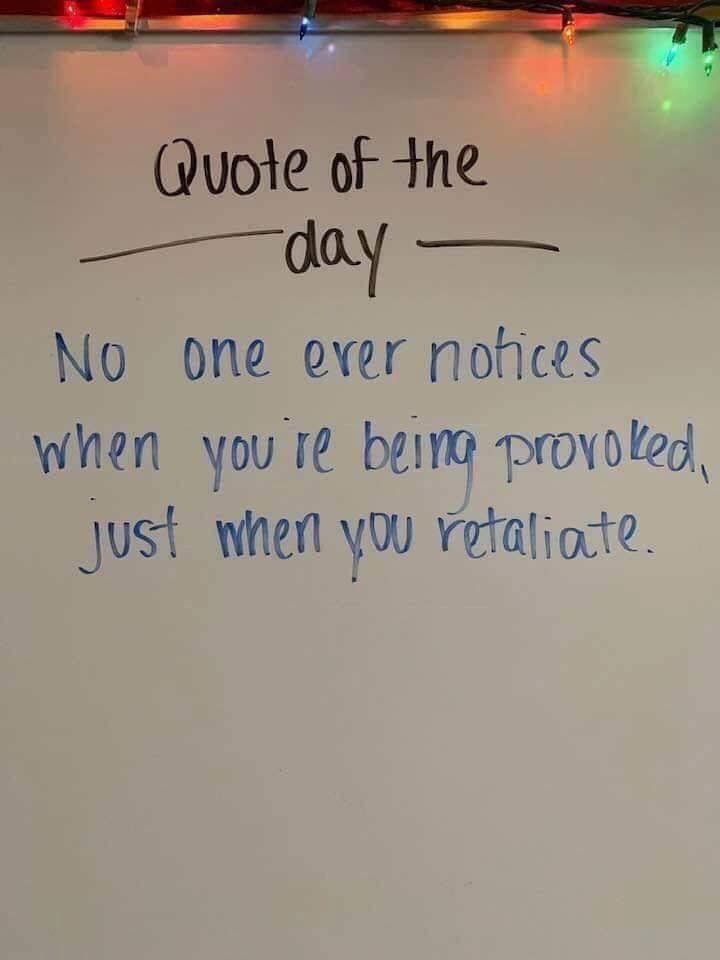 Quote of the
day
No one ever notices
when you're being provoked,
just when you retaliate.